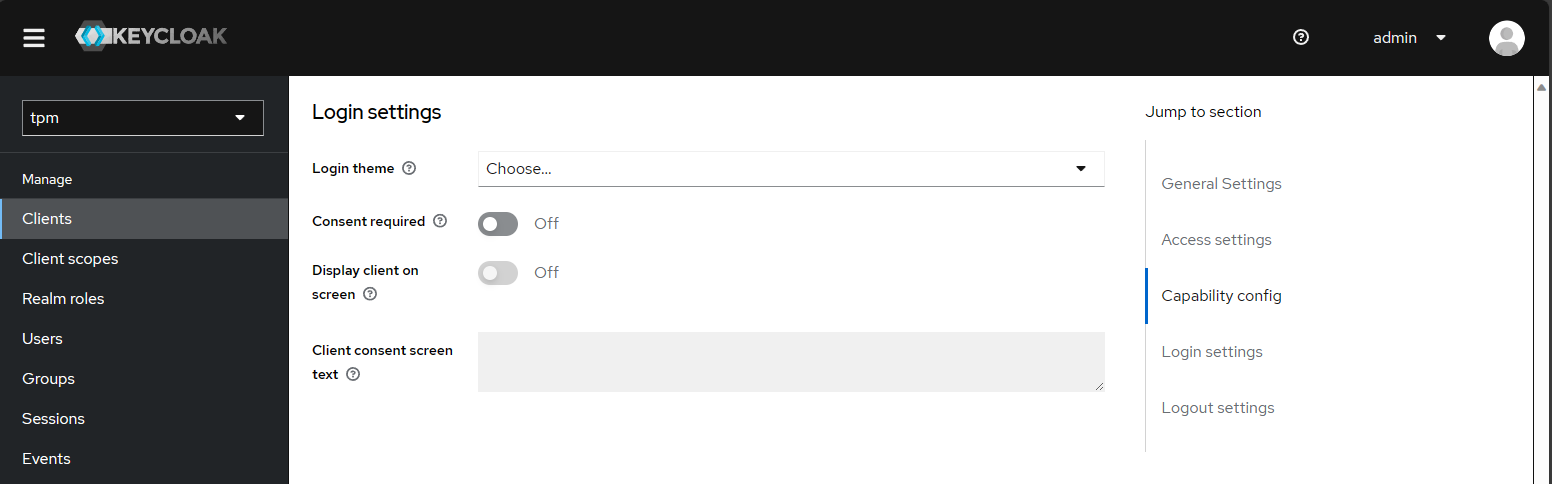 KEYCLOAK
admin
tpm
Manage
Clients
Client scopes
Realm roles
Users
Groups
Sessions
Events
Login settings
Login theme
Choose...
Consent required
Off
Display client on
screen
Off
Client consent screen
text
Jump to section
General Settings
Access settings
Capability config
Login settings
Logout settings